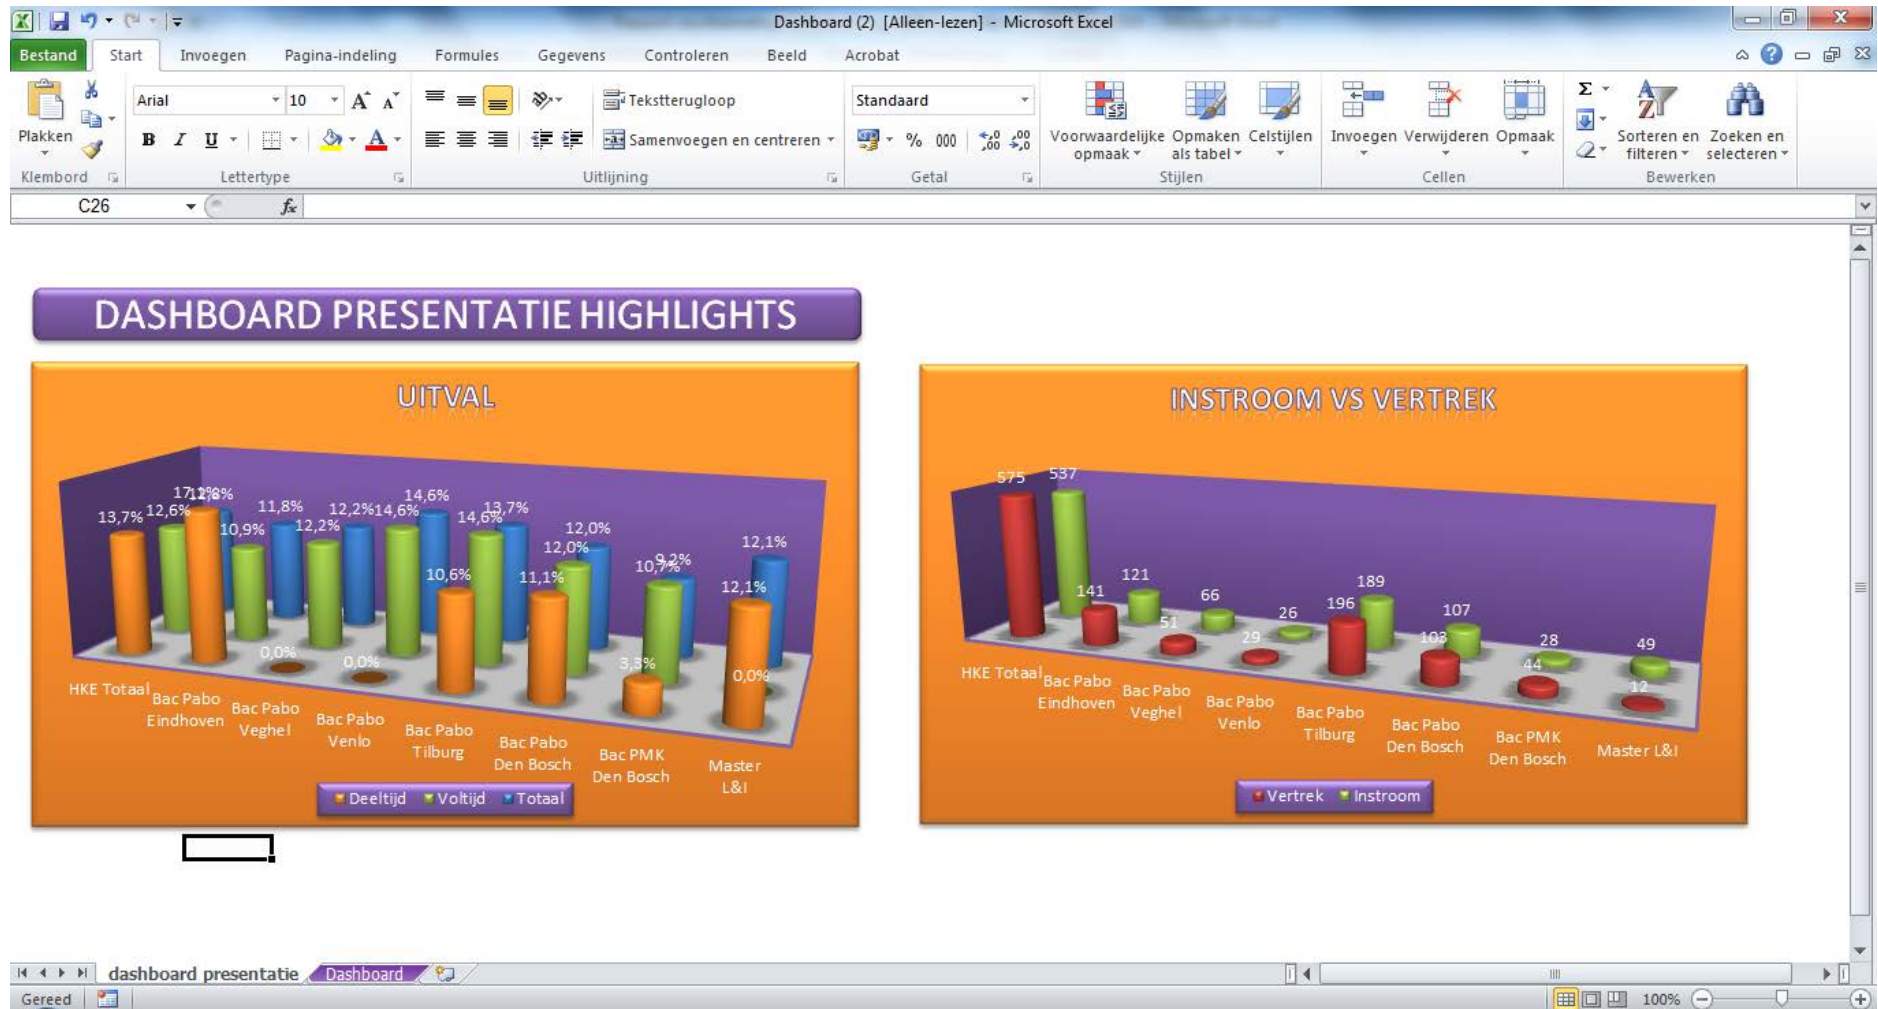 Dashboard (2) [Alleen-lezen] - Microsoft Excel
Bestand Start Invoegen Pagina-indeling Formules Gegevens Controleren Beeld Acrobat
Plakken
Klembord
Arial 10
B I U
Lettertype
Tekstterugloop
Samenvoegen en centreren
Uitlijning
Standaard
% 000
Getal
Voorwaardelijke opmaak
Opmaken als tabel
Celstijlen
Stijlen
Invoegen Verwijderen Opmaak
Cellen
Sorteren en filteren
Zoeken en selecteren
Bewerken
C26 fx
DASHBOARD PRESENTATIE HIGHLIGHTS
UITVAL
13,7% 12,6% 12,8%
10,9% 11,8%
0,0% 12,2% 12,2%
0,0% 14,6% 14,6%
10,6% 14,6% 13,7%
11,1% 12,0% 12,0%
3,3% 10,7% 9,2%
12,1% 0,0% 12,1%
HKE Totaal
Bac Pabo
Eindhoven
Bac Pabo
Veghel
Bac Pabo
Venlo
Bac Pabo
Tilburg
Bac Pabo
Den Bosch
Bac PMK
Den Bosch
Master
L&I
Deeltijd Voltijd Totaal
INSTROOM VS VERTREK
575 537
141 121
51 66
29 26
196 189
103 107
44 28
12 49
HKE Totaal
Bac Pabo
Eindhoven
Bac Pabo
Veghel
Bac Pabo
Venlo
Bac Pabo
Tilburg
Bac Pabo
Den Bosch
Bac PMK
Den Bosch
Master L&I
Vertrek Instroom
dashboard presentatie Dashboard
Gereed 100%